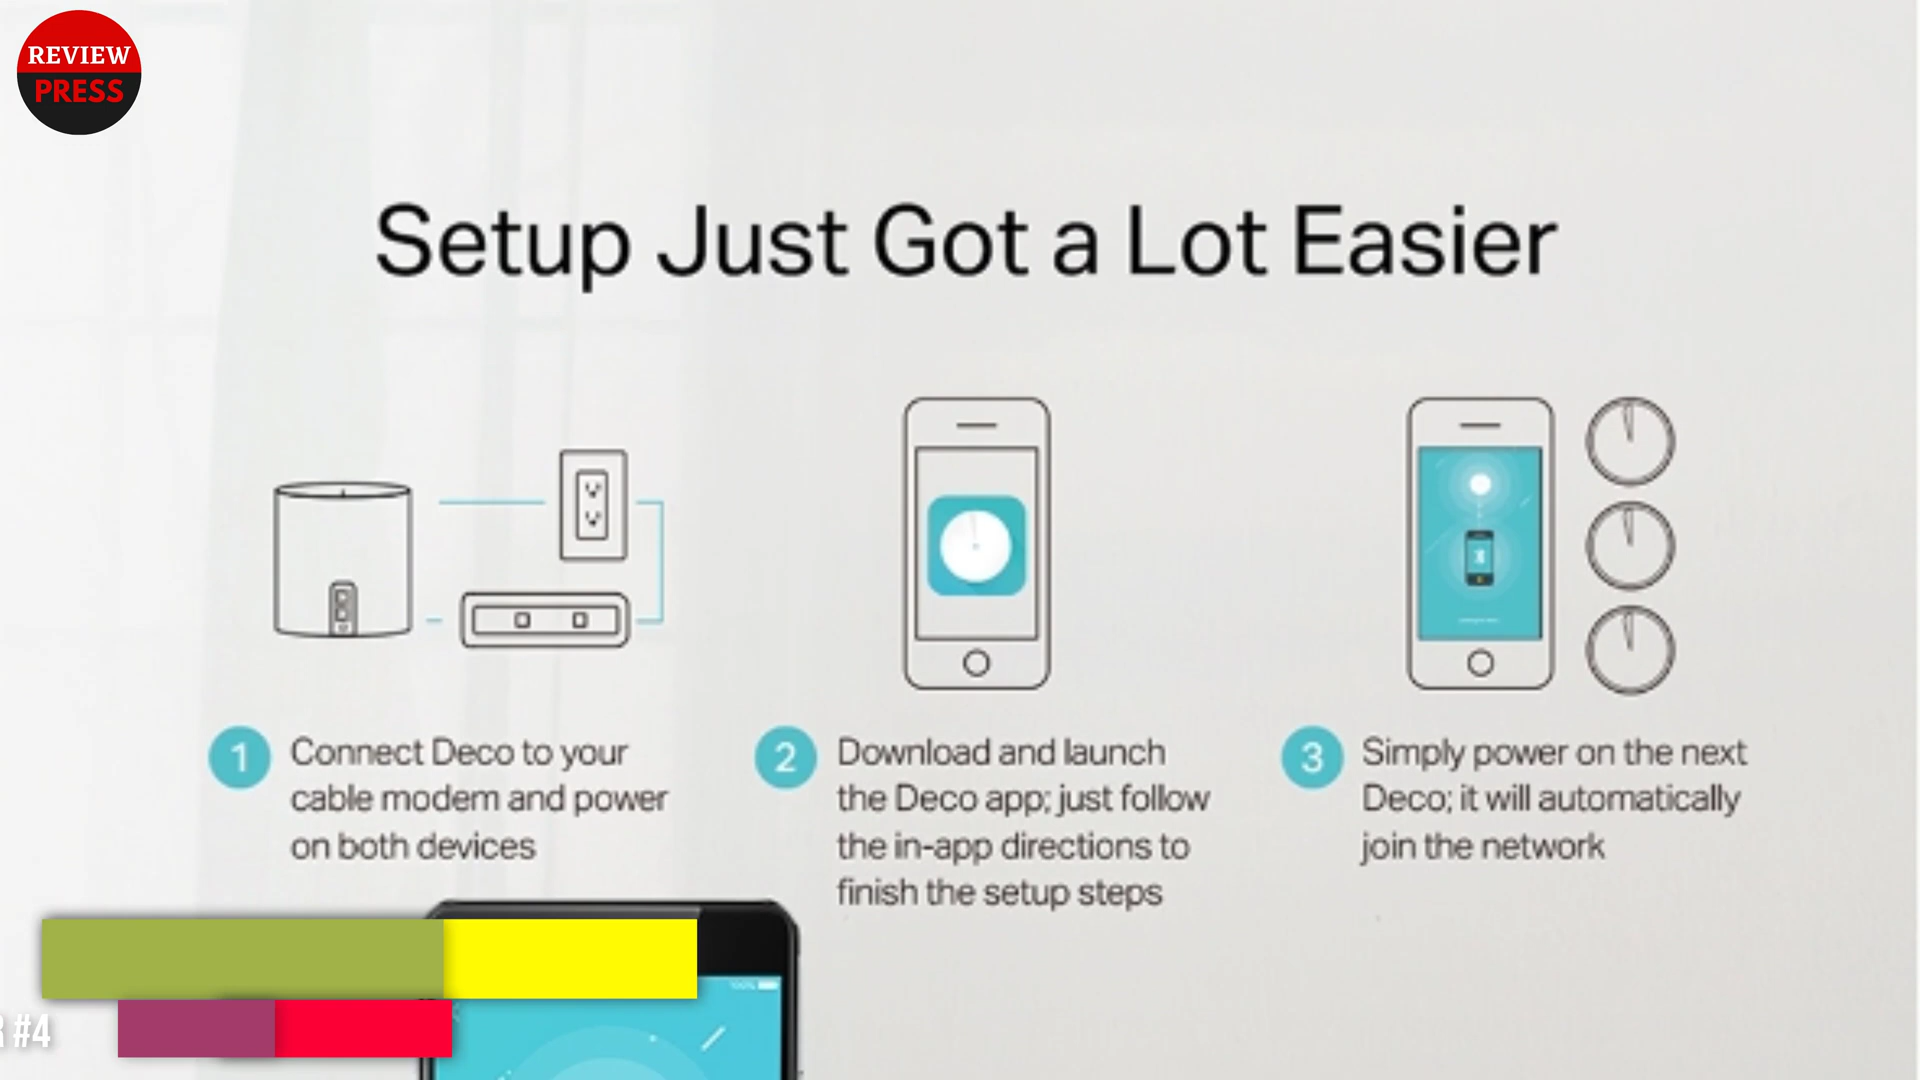 REVIEW
PRESS
Setup Just Got a Lot Easier
1
Connect Deco to your
cable modem and power
on both devices
2
Download and launch
the Deco app; just follow
the in-app directions to
finish the setup steps
3
Simply power on the next
Deco; it will automatically
join the network
100%
#4